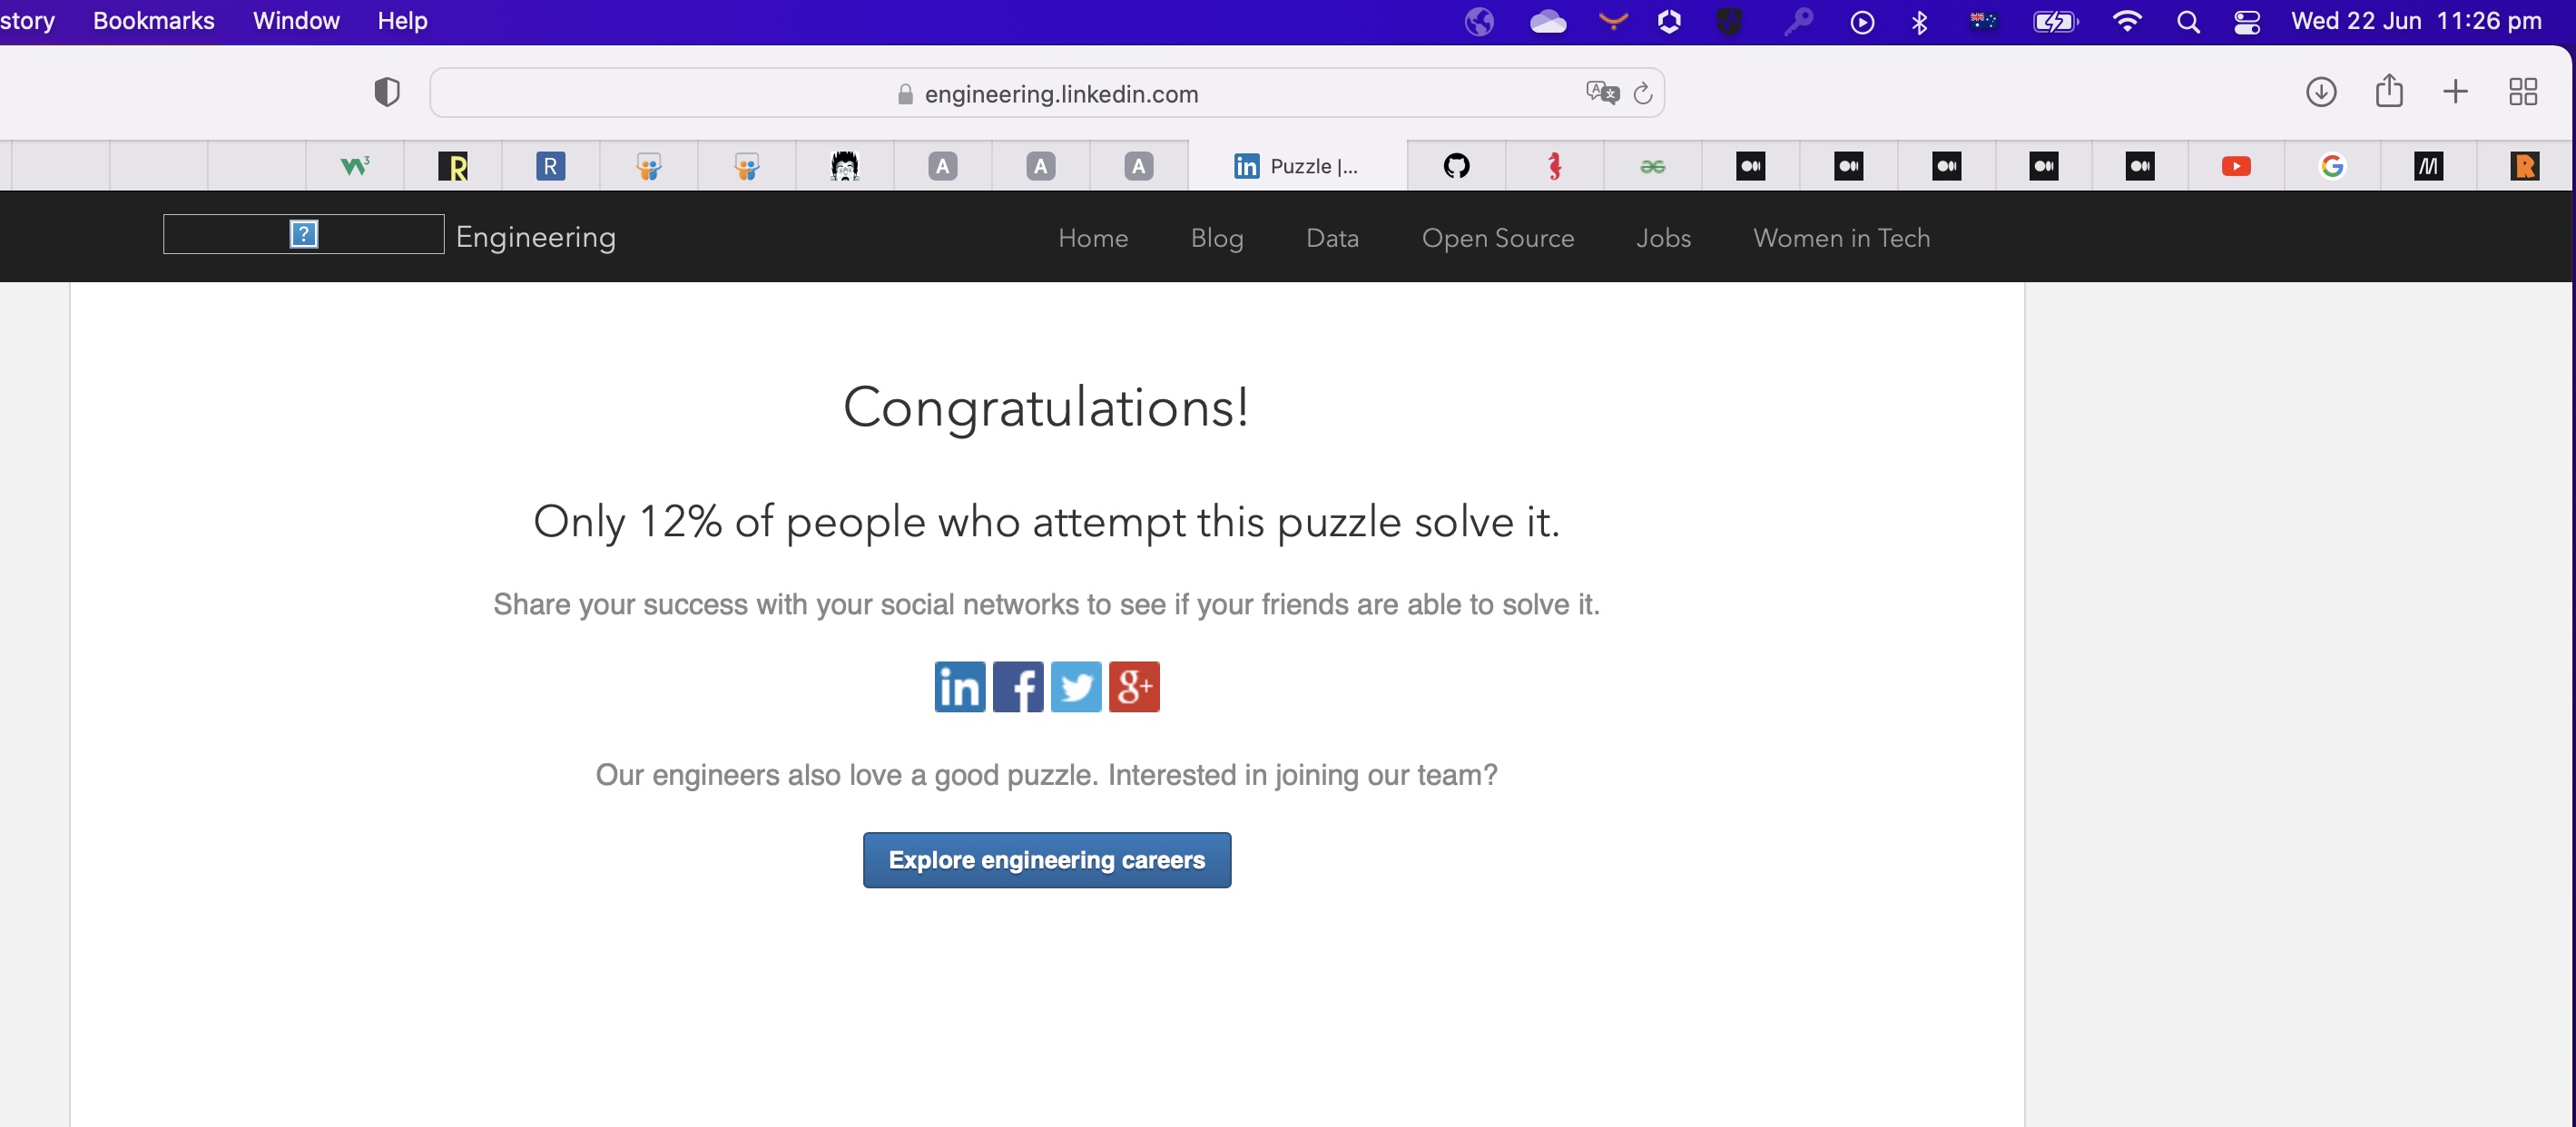 story Bookmarks Window Help Wed 22 Jun 11:26 pm
engineering.linkedin.com
W3 R R A A A in Puzzle |... G M R
Engineering Home Blog Data Open Source Jobs Women in Tech
Congratulations!
Only 12% of people who attempt this puzzle solve it.
Share your success with your social networks to see if your friends are able to solve it.
in f g+
Our engineers also love a good puzzle. Interested in joining our team?
Explore engineering careers